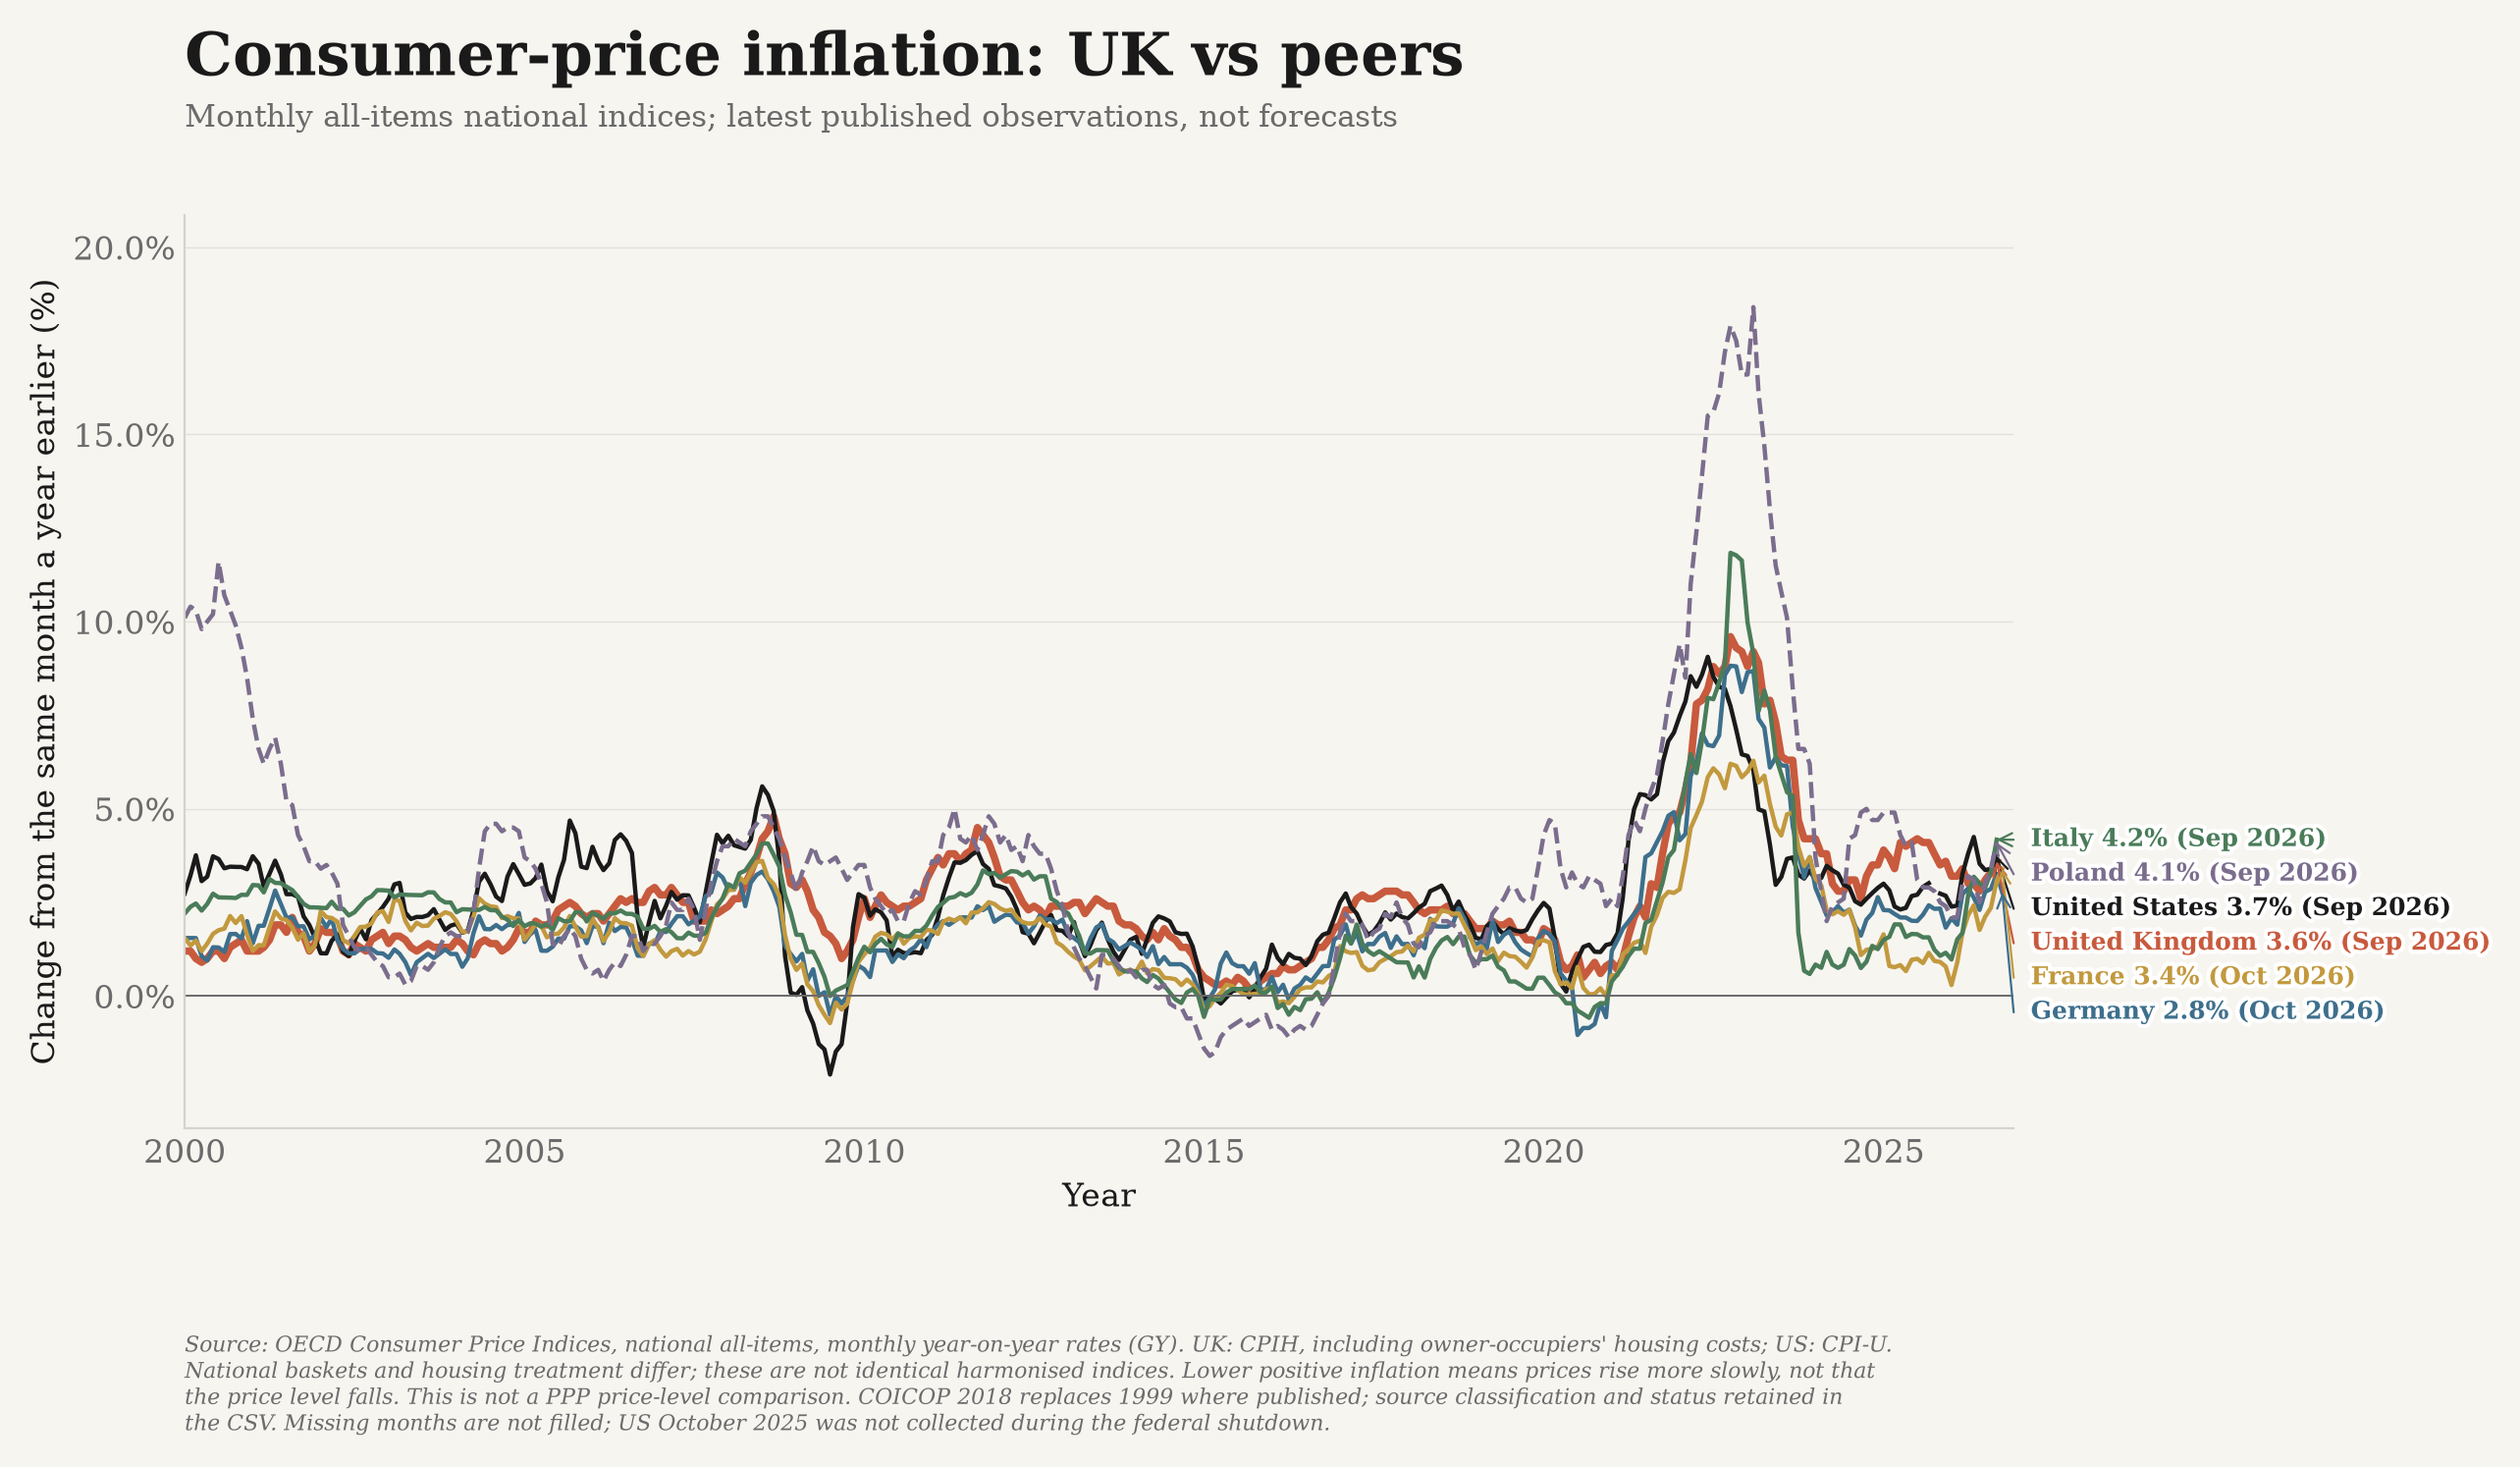 Consumer-price inflation: UK vs peers
Monthly all-items national indices; latest published observations, not forecasts
Change from the same month a year earlier (%)
20.0%
15.0%
10.0%
5.0%
0.0%
Italy 4.2% (Sep 2026)
Poland 4.1% (Sep 2026)
United States 3.7% (Sep 2026)
United Kingdom 3.6% (Sep 2026)
France 3.4% (Oct 2026)
Germany 2.8% (Oct 2026)
2000 2005 2010 2015 2020 2025
Year
Source: OECD Consumer Price Indices, national all-items, monthly year-on-year rates (GY). UK: CPIH, including owner-occupiers' housing costs; US: CPI-U.
National baskets and housing treatment differ; these are not identical harmonised indices. Lower positive inflation means prices rise more slowly, not that
the price level falls. This is not a PPP price-level comparison. COICOP 2018 replaces 1999 where published; source classification and status retained in
the CSV. Missing months are not filled; US October 2025 was not collected during the federal shutdown.